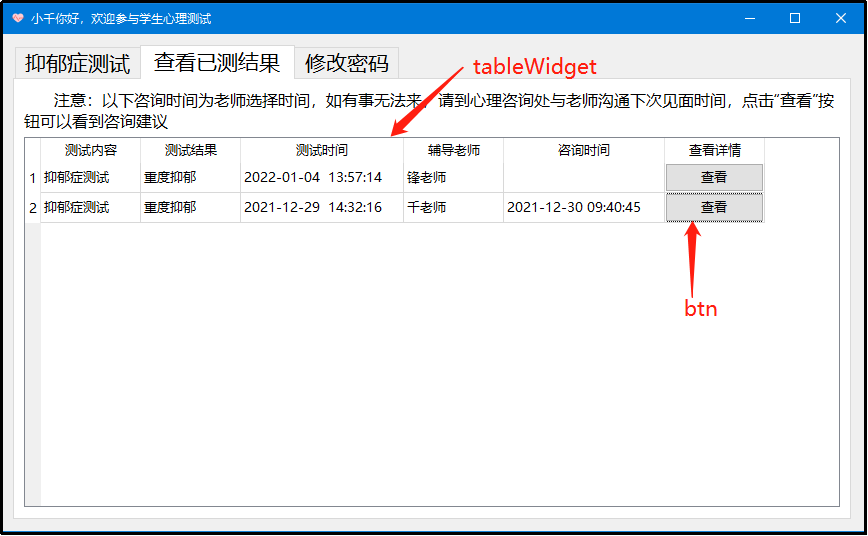 小千你好，欢迎参与学生心理测试
抑郁症测试 查看已测结果 修改密码
tableWidget
注意：以下咨询时间为老师选择时间，如有事无法来，请到心理咨询处与老师沟通下次见面时间，点击“查看”按
钮可以看到咨询建议
测试内容 测试结果 测试时间 辅导老师 咨询时间 查看详情
1 抑郁症测试 重度抑郁 2022-01-04 13:57:14 锋老师 查看
2 抑郁症测试 重度抑郁 2021-12-29 14:32:16 千老师 2021-12-30 09:40:45 查看
btn